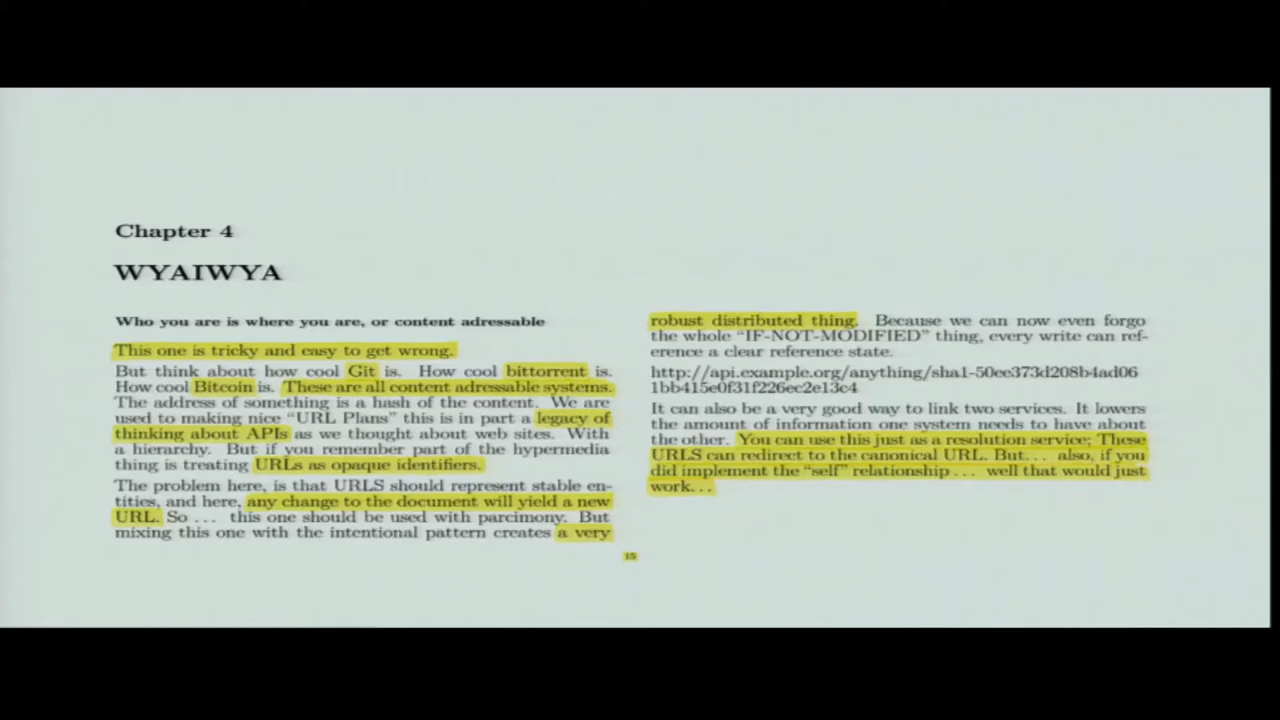 Chapter 4
WYAIWYA
Who you are is where you are, or content adressable
This one is tricky and easy to get wrong.
But think about how cool Git is. How cool bittorrent is.
How cool Bitcoin is. These are all content adressable systems.
The address of something is a hash of the content. We are
used to making nice “URL Plans” this is in part a legacy of
thinking about APIs as we thought about web sites. With
a hierarchy. But if you remember part of the hypermedia
thing is treating URLs as opaque identifiers.
The problem here, is that URLS should represent stable en-
tities, and here, any change to the document will yield a new
URL. So ... this one should be used with parcimony. But
mixing this one with the intentional pattern creates a very
robust distributed thing. Because we can now even forgo
the whole “IF-NOT-MODIFIED” thing, every write can ref-
erence a clear reference state.
http://api.example.org/anything/sha1-50ee373d208b4ad06
1bb415e0f31f226ec2e13c4
It can also be a very good way to link two services. It lowers
the amount of information one system needs to have about
the other. You can use this just as a resolution service; These
URLS can redirect to the canonical URL. But... also, if you
did implement the “self” relationship ... well that would just
work...
15